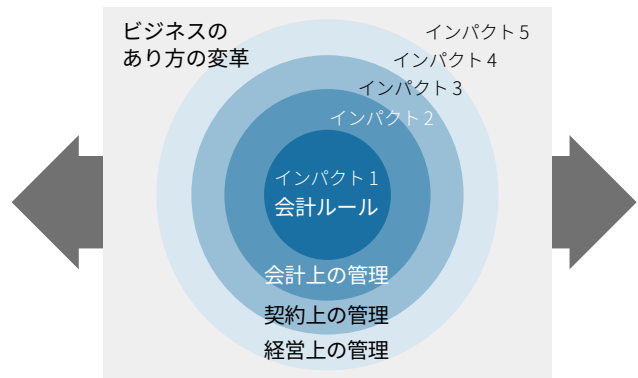 ビジネスの
あり方の変革
インパクト5
インパクト4
インパクト3
インパクト2
インパクト1
会計ルール
会計上の管理
契約上の管理
経営上の管理